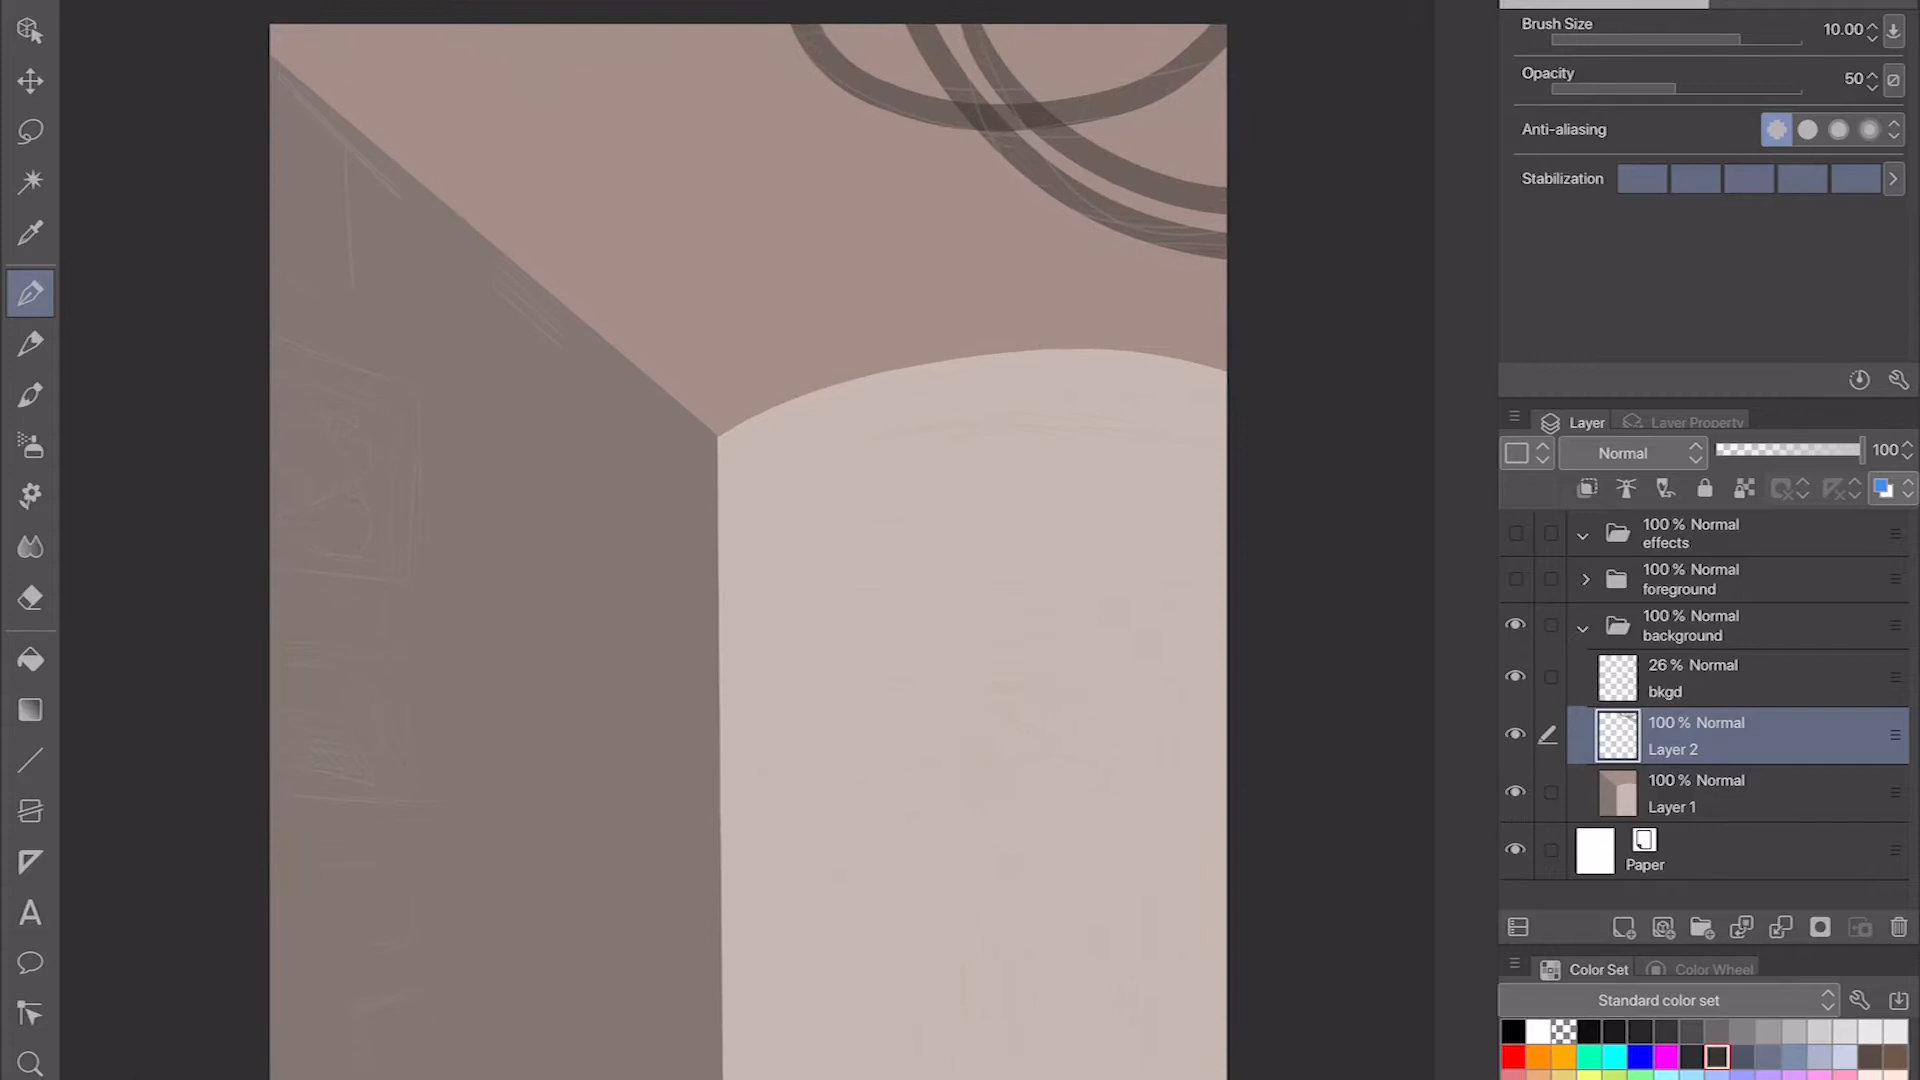 Brush Size 10.00
Opacity 50
Anti-aliasing
Stabilization
Layer Layer Property
Normal 100
100 % Normal
effects
100 % Normal
foreground
100 % Normal
background
26 % Normal
bkgd
100 % Normal
Layer 2
100 % Normal
Layer 1
Paper
Color Set Color Wheel
Standard color set